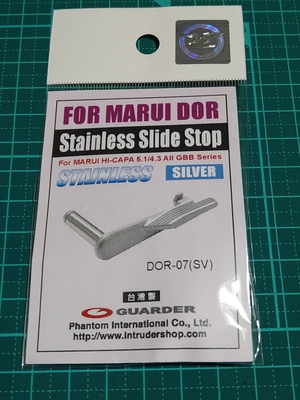 FOR MARUI DOR
Stainless Slide Stop
For MARUI Hi-CAPA 5.1/4.3 All GBB Series
STAINLESS SILVER
DOR-07(SV)
台灣製
GUARDER
Phantom International Co., Ltd.
http://www.intrudershop.com